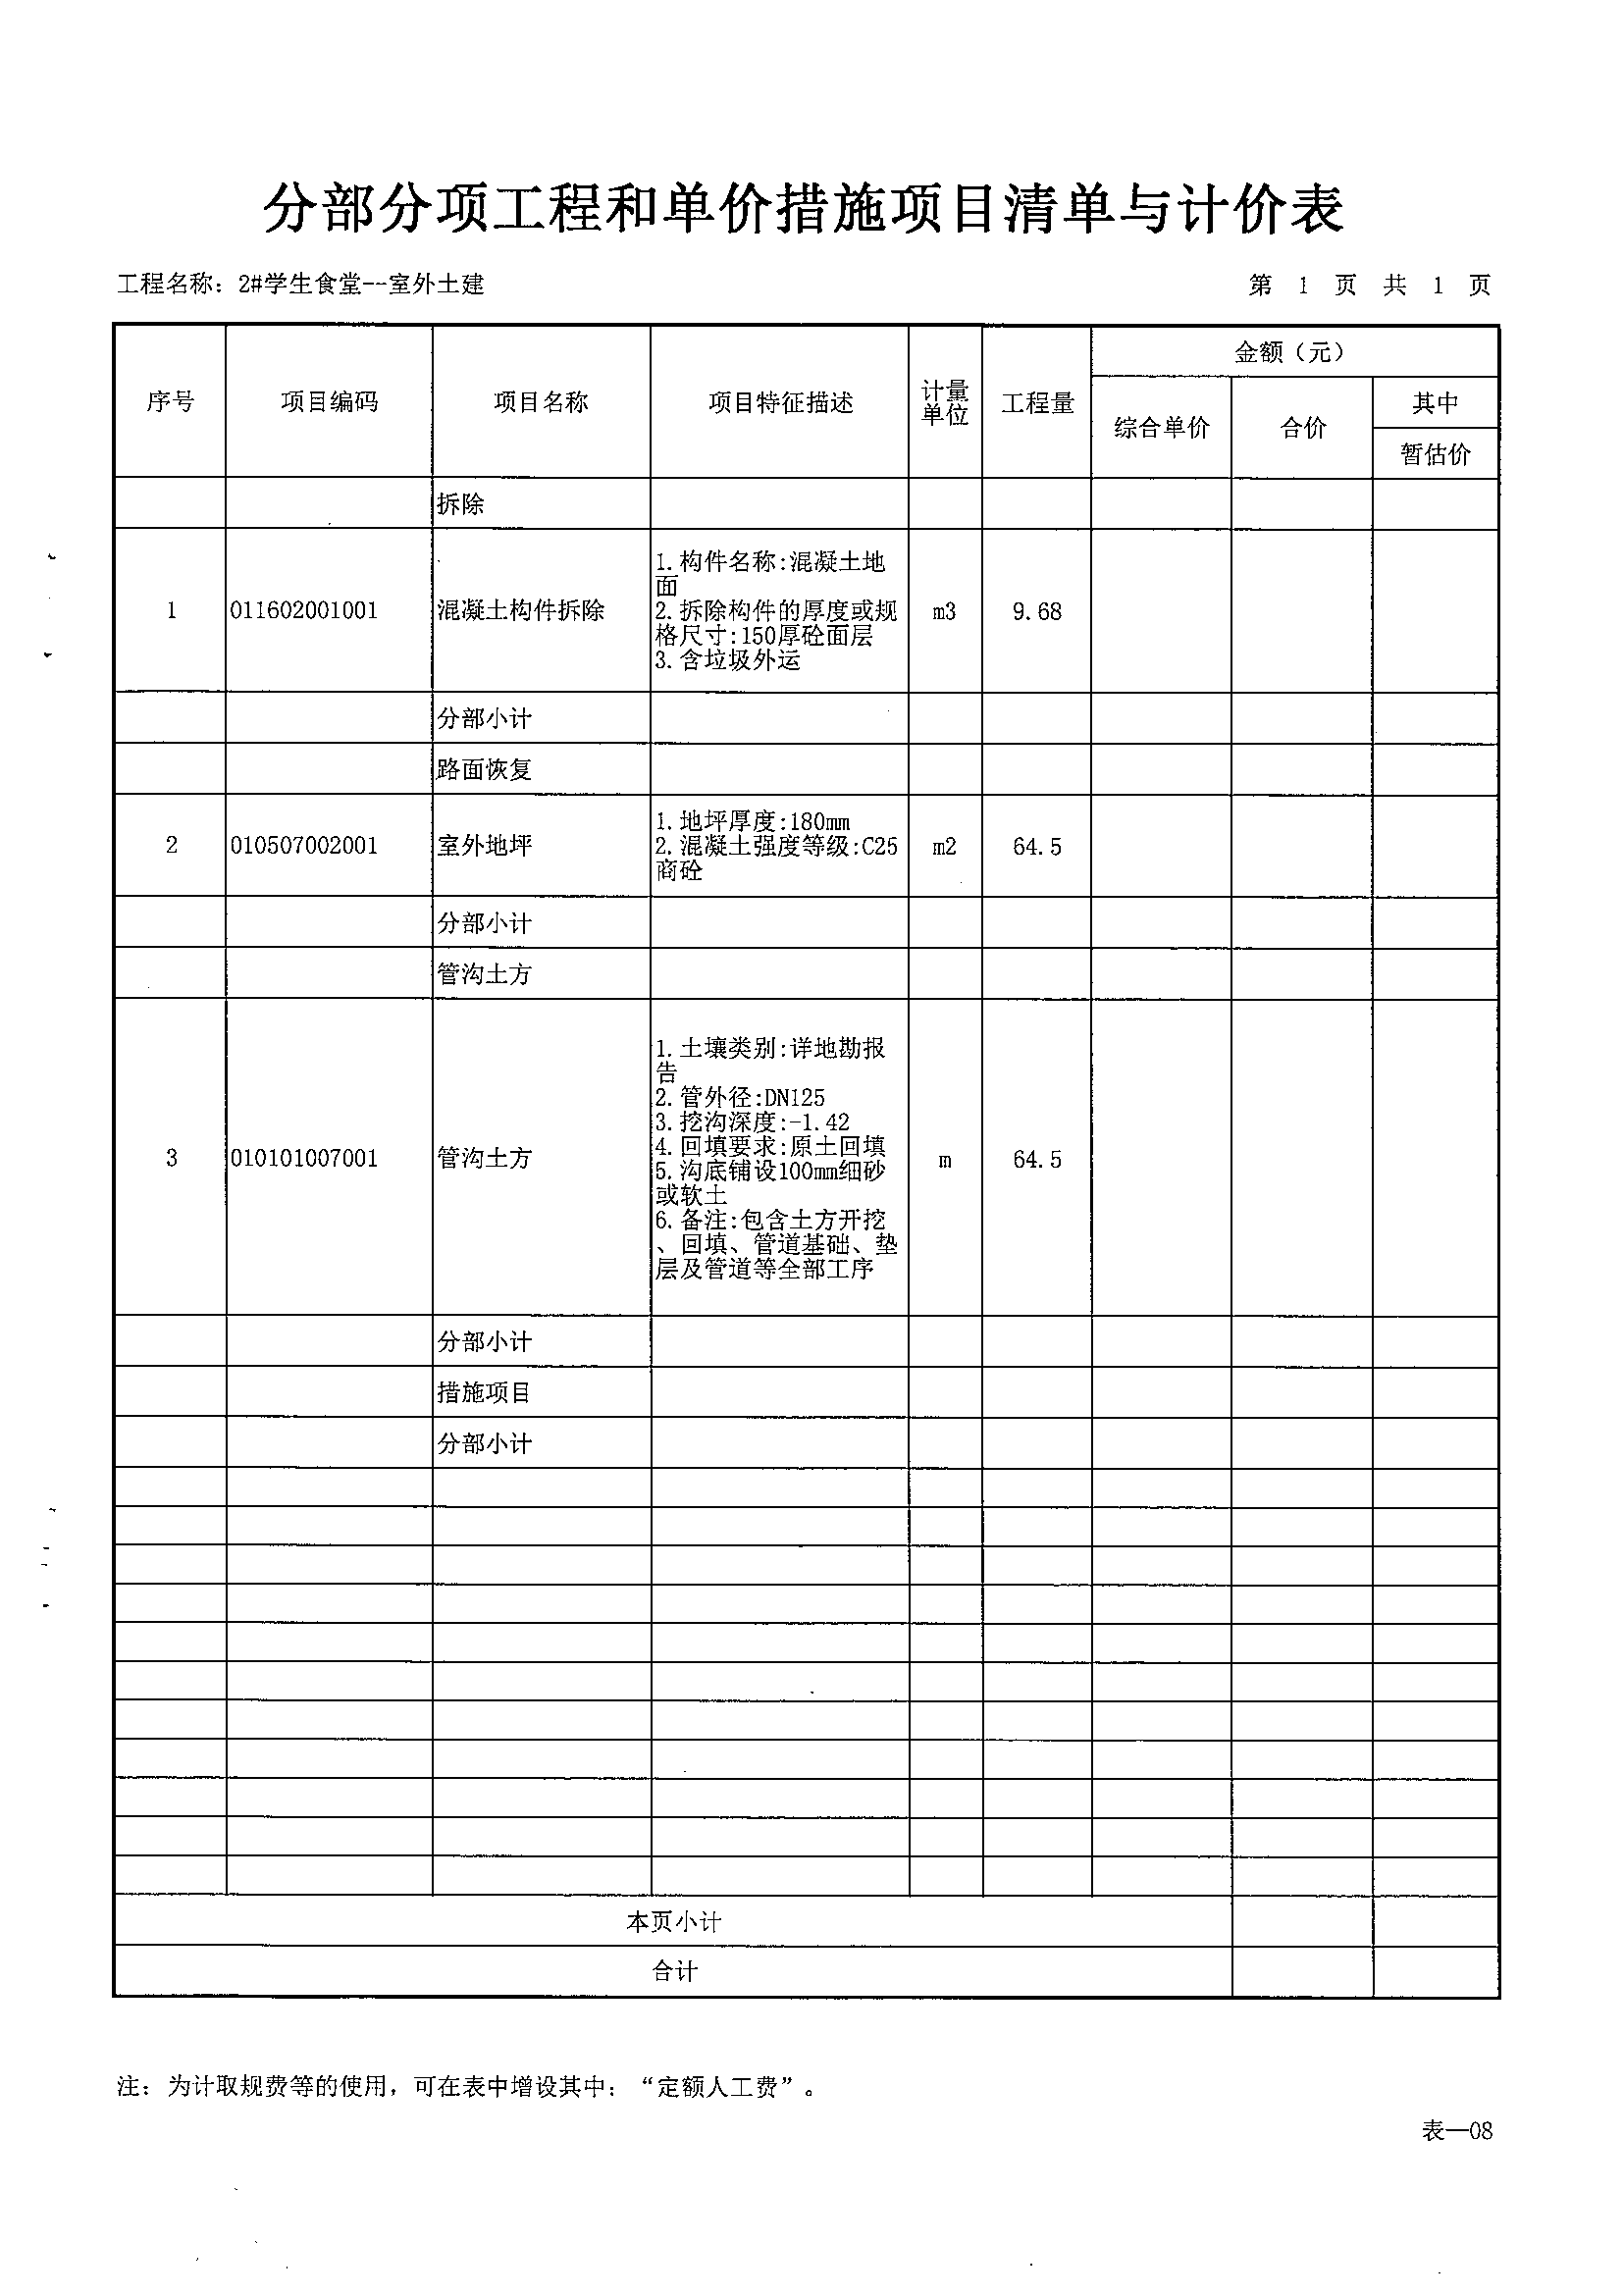 分部分项工程和单价措施项目清单与计价表
工程名称：2#学生食堂--室外土建
第 1 页 共 1 页
序号
项目编码
项目名称
项目特征描述
计量
单位
工程量
金额（元）
综合单价
合价
其中
暂估价
拆除
1
011602001001
混凝土构件拆除
1.构件名称:混凝土地
面
2.拆除构件的厚度或规
格尺寸:150厚砼面层
3.含垃圾外运
m3
9.68
分部小计
路面恢复
2
010507002001
室外地坪
1.地坪厚度:180mm
2.混凝土强度等级:C25
商砼
m2
64.5
分部小计
管沟土方
3
010101007001
管沟土方
1.土壤类别:详地勘报
告
2.管外径:DN125
3.挖沟深度:-1.42
4.回填要求:原土回填
5.沟底铺设100mm细砂
或软土
6.备注:包含土方开挖
、回填、管道基础、垫
层及管道等全部工序
m
64.5
分部小计
措施项目
分部小计
本页小计
合计
注：为计取规费等的使用，可在表中增设其中：“定额人工费”。
表—08